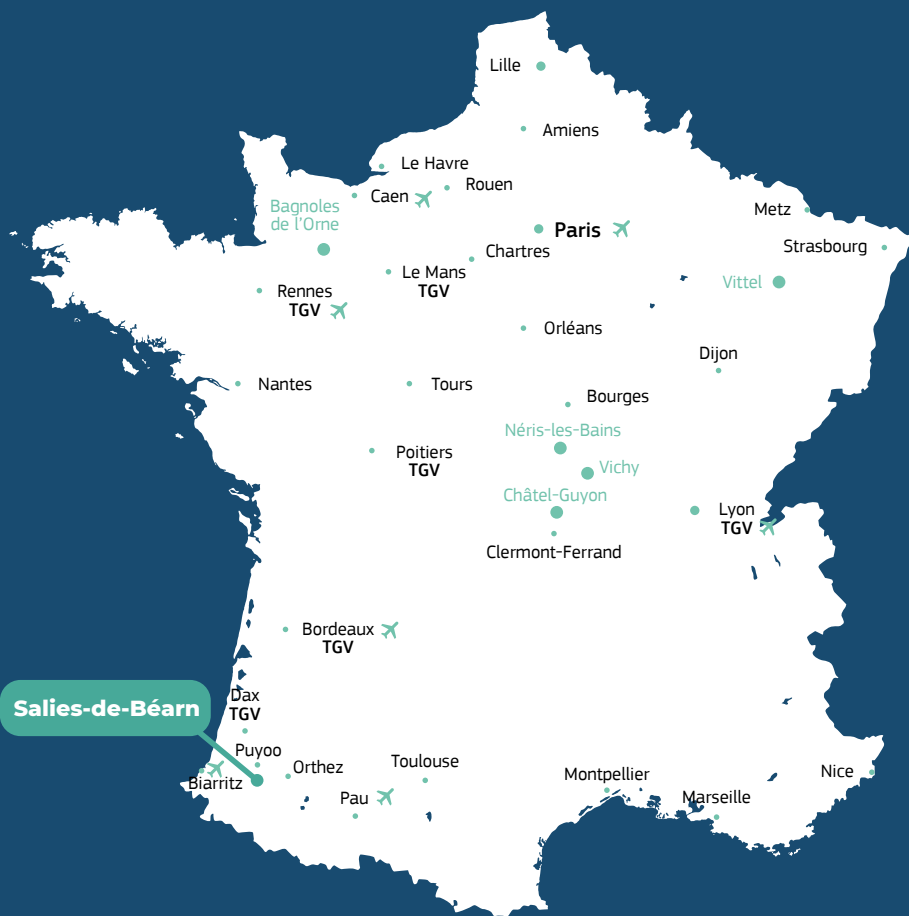 Lille
Amiens
Le Havre
Rouen
Caen
Bagnoles
de l'Orne
Metz
Paris
Strasbourg
Chartres
Le Mans
TGV
Vittel
Rennes
TGV
Orléans
Dijon
Nantes
Tours
Bourges
Néris-les-Bains
Poitiers
TGV
Vichy
Châtel-Guyon
Lyon
TGV
Clermont-Ferrand
Bordeaux
TGV
Dax
TGV
Salies-de-Béarn
Puyoo
Orthez
Toulouse
Biarritz
Pau
Montpellier
Nice
Marseille